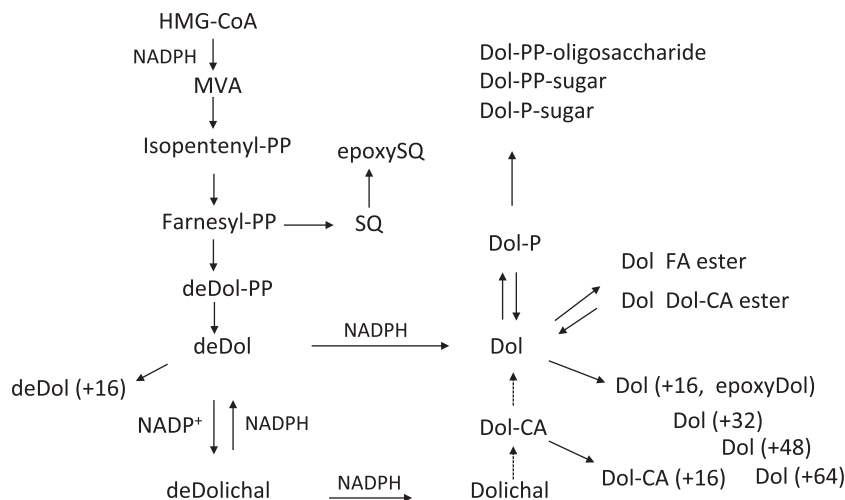 HMG-CoA
NADPH
MVA
Isopentenyl-PP
Farnesyl-PP
SQ
epoxySQ
deDol-PP
deDol
NADPH
Dol
deDol (+16)
NADP⁺
NADPH
deDolichal
NADPH
Dolichal
Dol-CA
Dol-PP-oligosaccharide
Dol-PP-sugar
Dol-P-sugar
Dol-P
Dol FA ester
Dol Dol-CA ester
Dol (+16, epoxyDol)
Dol (+32)
Dol (+48)
Dol-CA (+16)
Dol (+64)